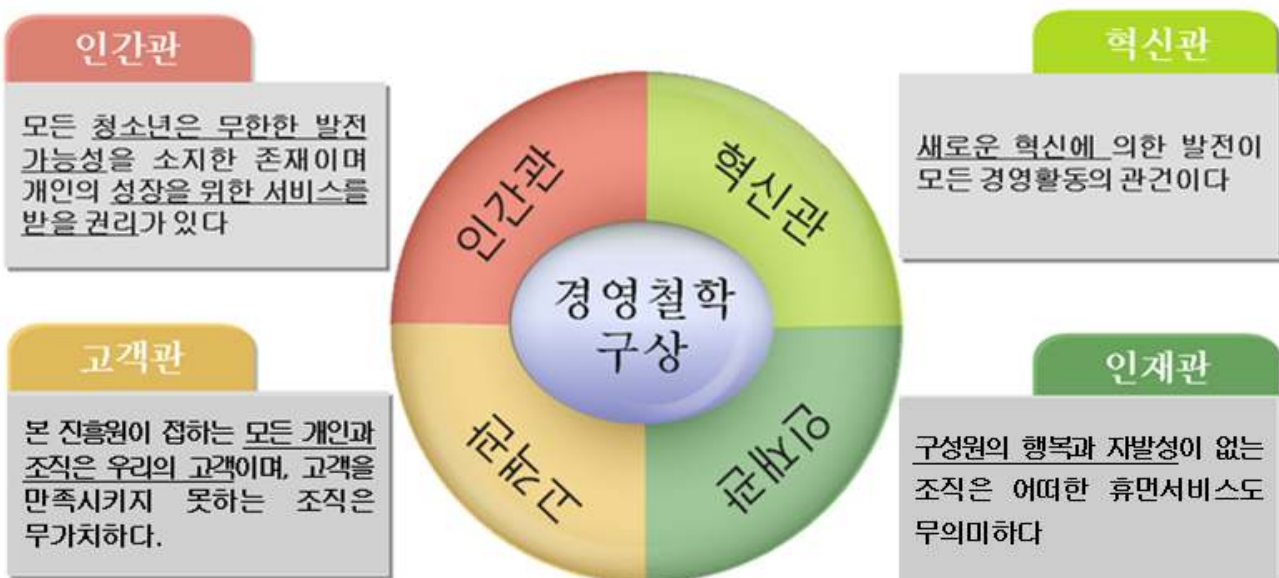 인간관
모든 청소년은 무한한 발전
가능성을 소지한 존재이며
개인의 성장을 위한 서비스를
받을 권리가 있다
혁신관
새로운 혁신에 의한 발전이
모든 경영활동의 관건이다
인간관
혁신관
경영철학
구상
고객관
인재관
고객관
본 진흥원이 접하는 모든 개인과
조직은 우리의 고객이며, 고객을
만족시키지 못하는 조직은
무가치하다.
인재관
구성원의 행복과 자발성이 없는
조직은 어떠한 휴먼서비스도
무의미하다